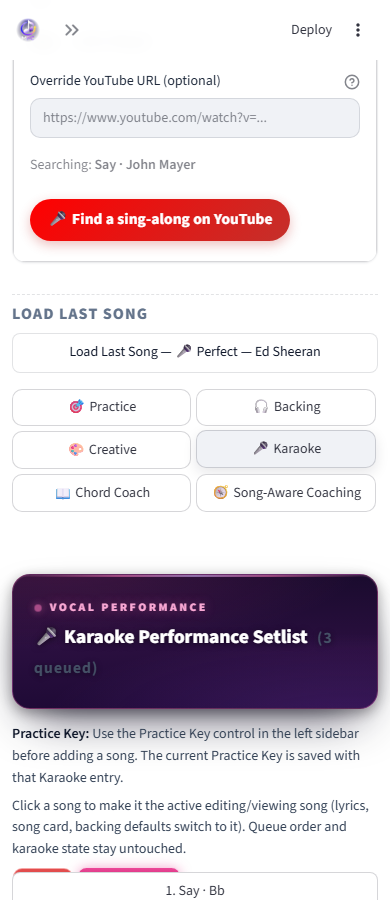 Deploy
Override YouTube URL (optional)
https://www.youtube.com/watch?v=...
Searching: Say · John Mayer
🎤 Find a sing-along on YouTube
LOAD LAST SONG
Load Last Song — 🎤 Perfect — Ed Sheeran
🎯 Practice
🎧 Backing
🎨 Creative
🎤 Karaoke
📖 Chord Coach
🧭 Song-Aware Coaching
VOCAL PERFORMANCE
🎤 Karaoke Performance Setlist (3
queued)
Practice Key: Use the Practice Key control in the left sidebar
before adding a song. The current Practice Key is saved with
that Karaoke entry.
Click a song to make it the active editing/viewing song (lyrics,
song card, backing defaults switch to it). Queue order and
karaoke state stay untouched.
1. Say · Bb